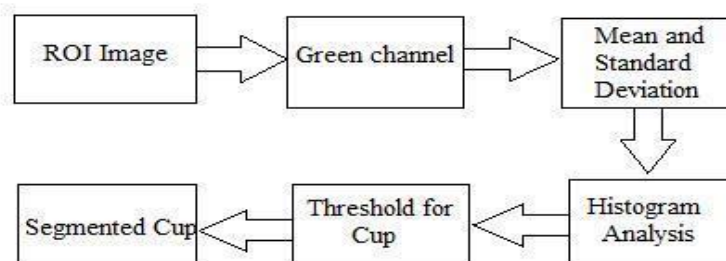 ROI Image
Green channel
Mean and
Standard
Deviation
Histogram
Analysis
Threshold for
Cup
Segmented Cup